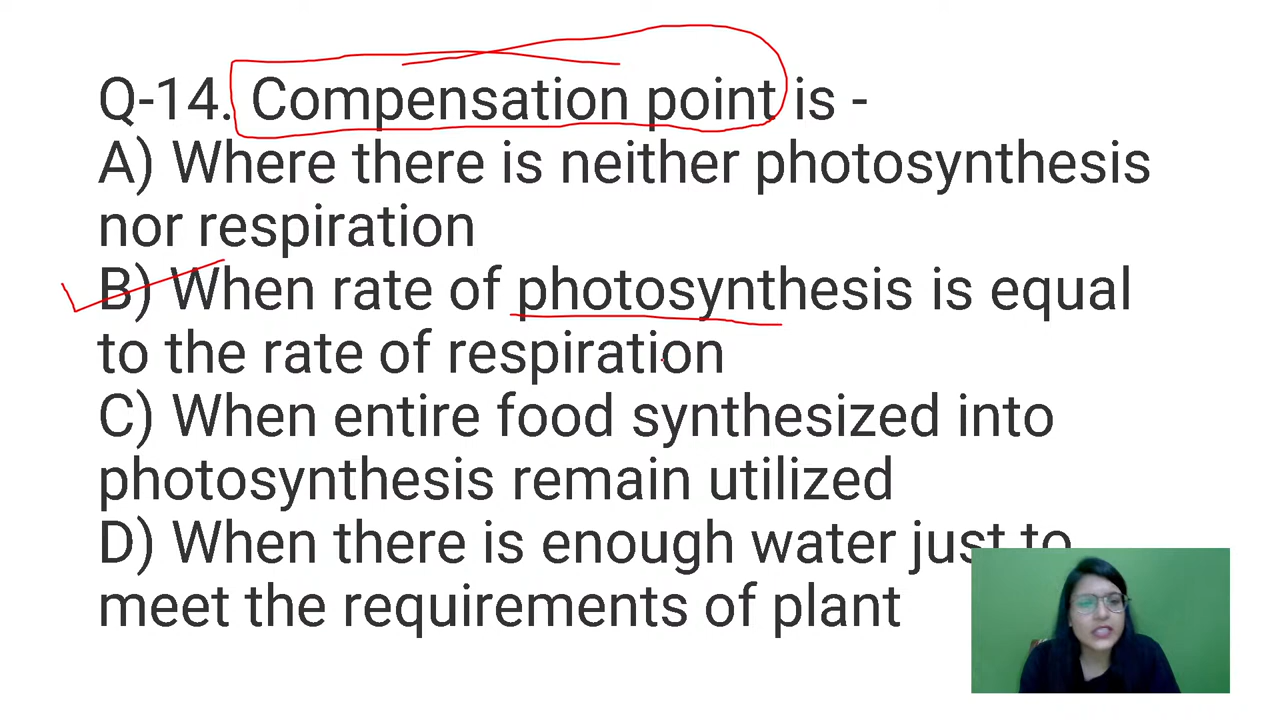 Q-14. Compensation point is -
A) Where there is neither photosynthesis
nor respiration
B) When rate of photosynthesis is equal
to the rate of respiration
C) When entire food synthesized into
photosynthesis remain utilized
D) When there is enough water just to
meet the requirements of plant